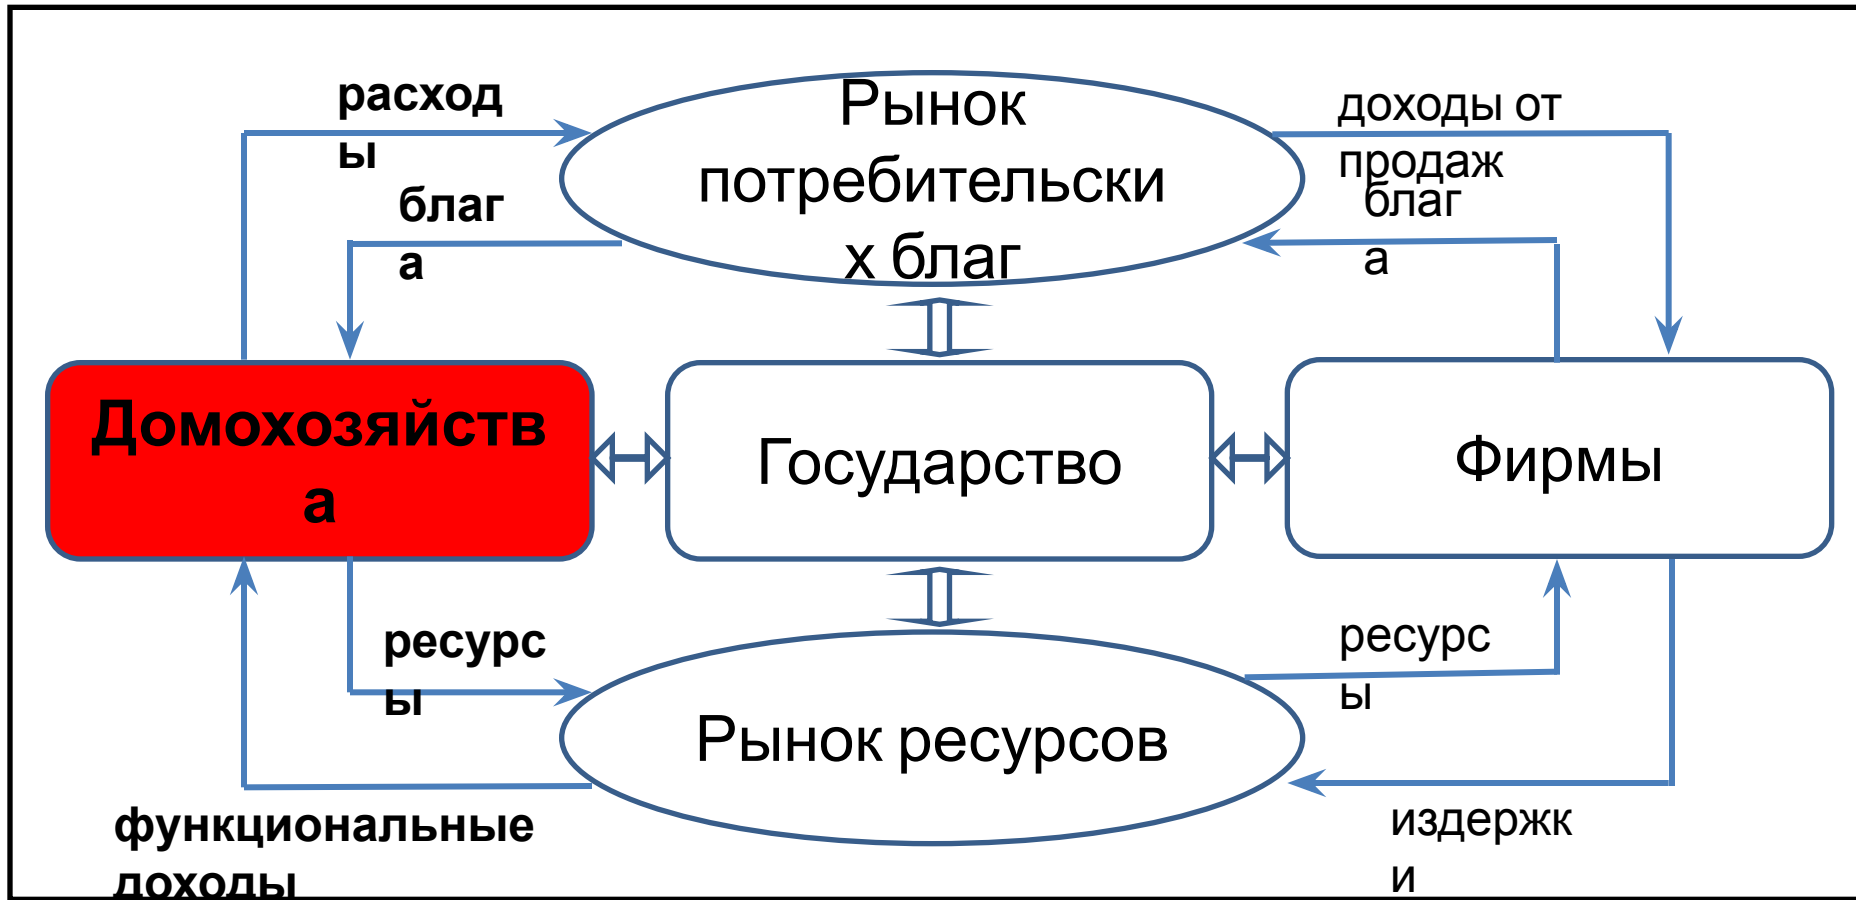 расход
ы
благ
а
Рынок
потребительски
х благ
доходы от
продаж
благ
а
Домохозяйств
а
Государство
Фирмы
ресурс
ы
Рынок ресурсов
ресурс
ы
функциональные
доходы
издержк
и